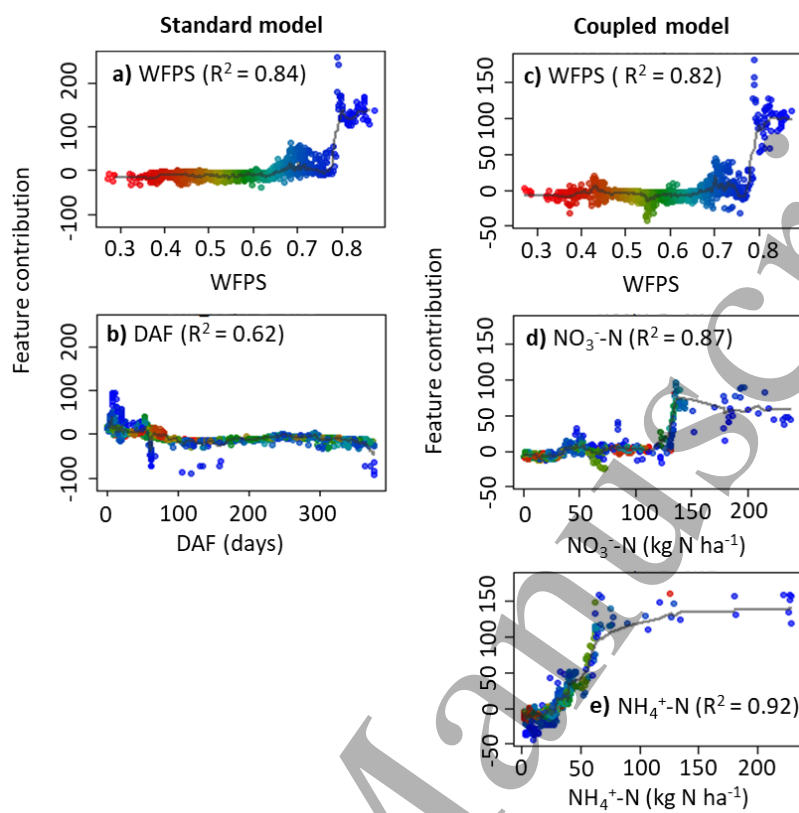 Standard model
Coupled model
a) WFPS (R² = 0.84)
200
100
0
-100
0.3 0.4 0.5 0.6 0.7 0.8
WFPS
Feature contribution
b) DAF (R² = 0.62)
200
100
0
-100
0 100 200 300
DAF (days)
c) WFPS ( R² = 0.82)
150
100
50
0
-50
0.3 0.4 0.5 0.6 0.7 0.8
WFPS
Feature contribution
d) NO₃⁻-N (R² = 0.87)
150
100
50
0
-50
0 50 100 150 200
NO₃⁻-N (kg N ha⁻¹)
e) NH₄⁺-N (R² = 0.92)
150
100
50
0
-50
0 50 100 150 200
NH₄⁺-N (kg N ha⁻¹)
Manuscri